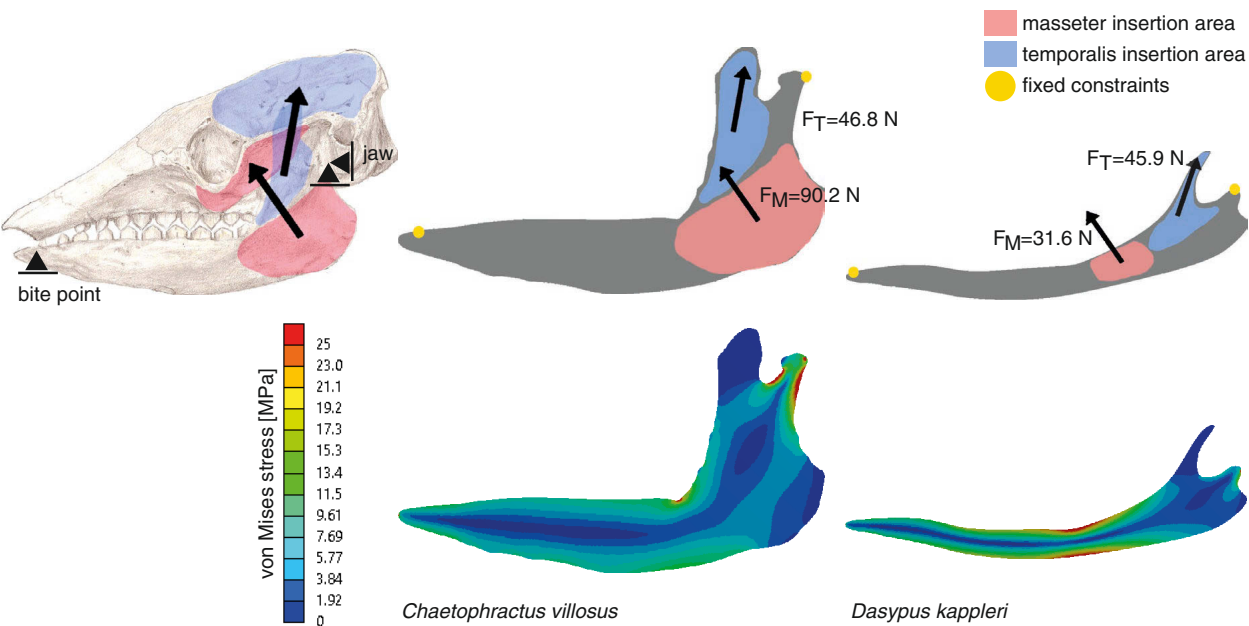 masseter insertion area
temporalis insertion area
fixed constraints
jaw
bite point
FT=46.8 N
FM=90.2 N
FT=45.9 N
FM=31.6 N
von Mises stress [MPa]
25
23.0
21.1
19.2
17.3
15.3
13.4
11.5
9.61
7.69
5.77
3.84
1.92
0
Chaetophractus villosus
Dasypus kappleri